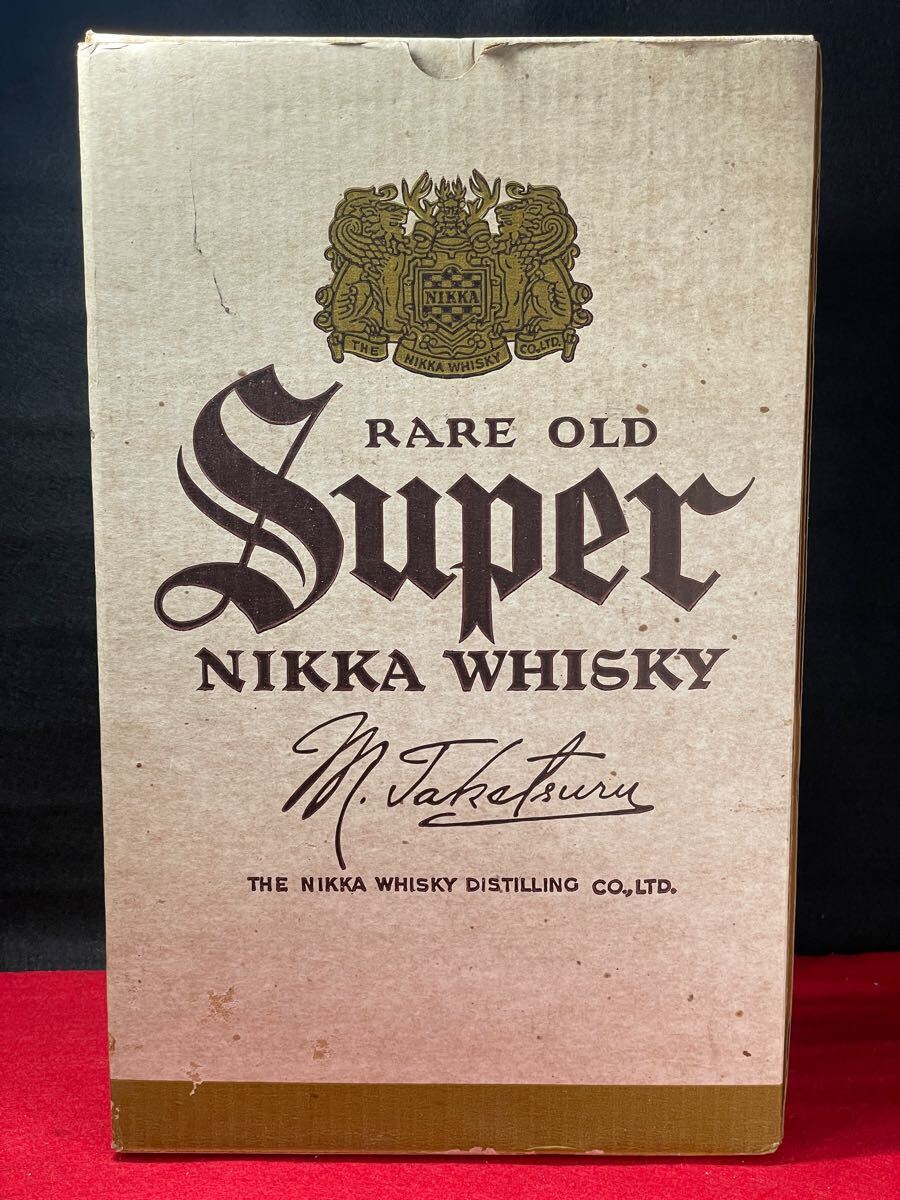 NIKKA
THE NIKKA WHISKY CO.,LTD.
RARE OLD
Super
NIKKA WHISKY
M. Taketsuru
THE NIKKA WHISKY DISTILLING CO.,LTD.